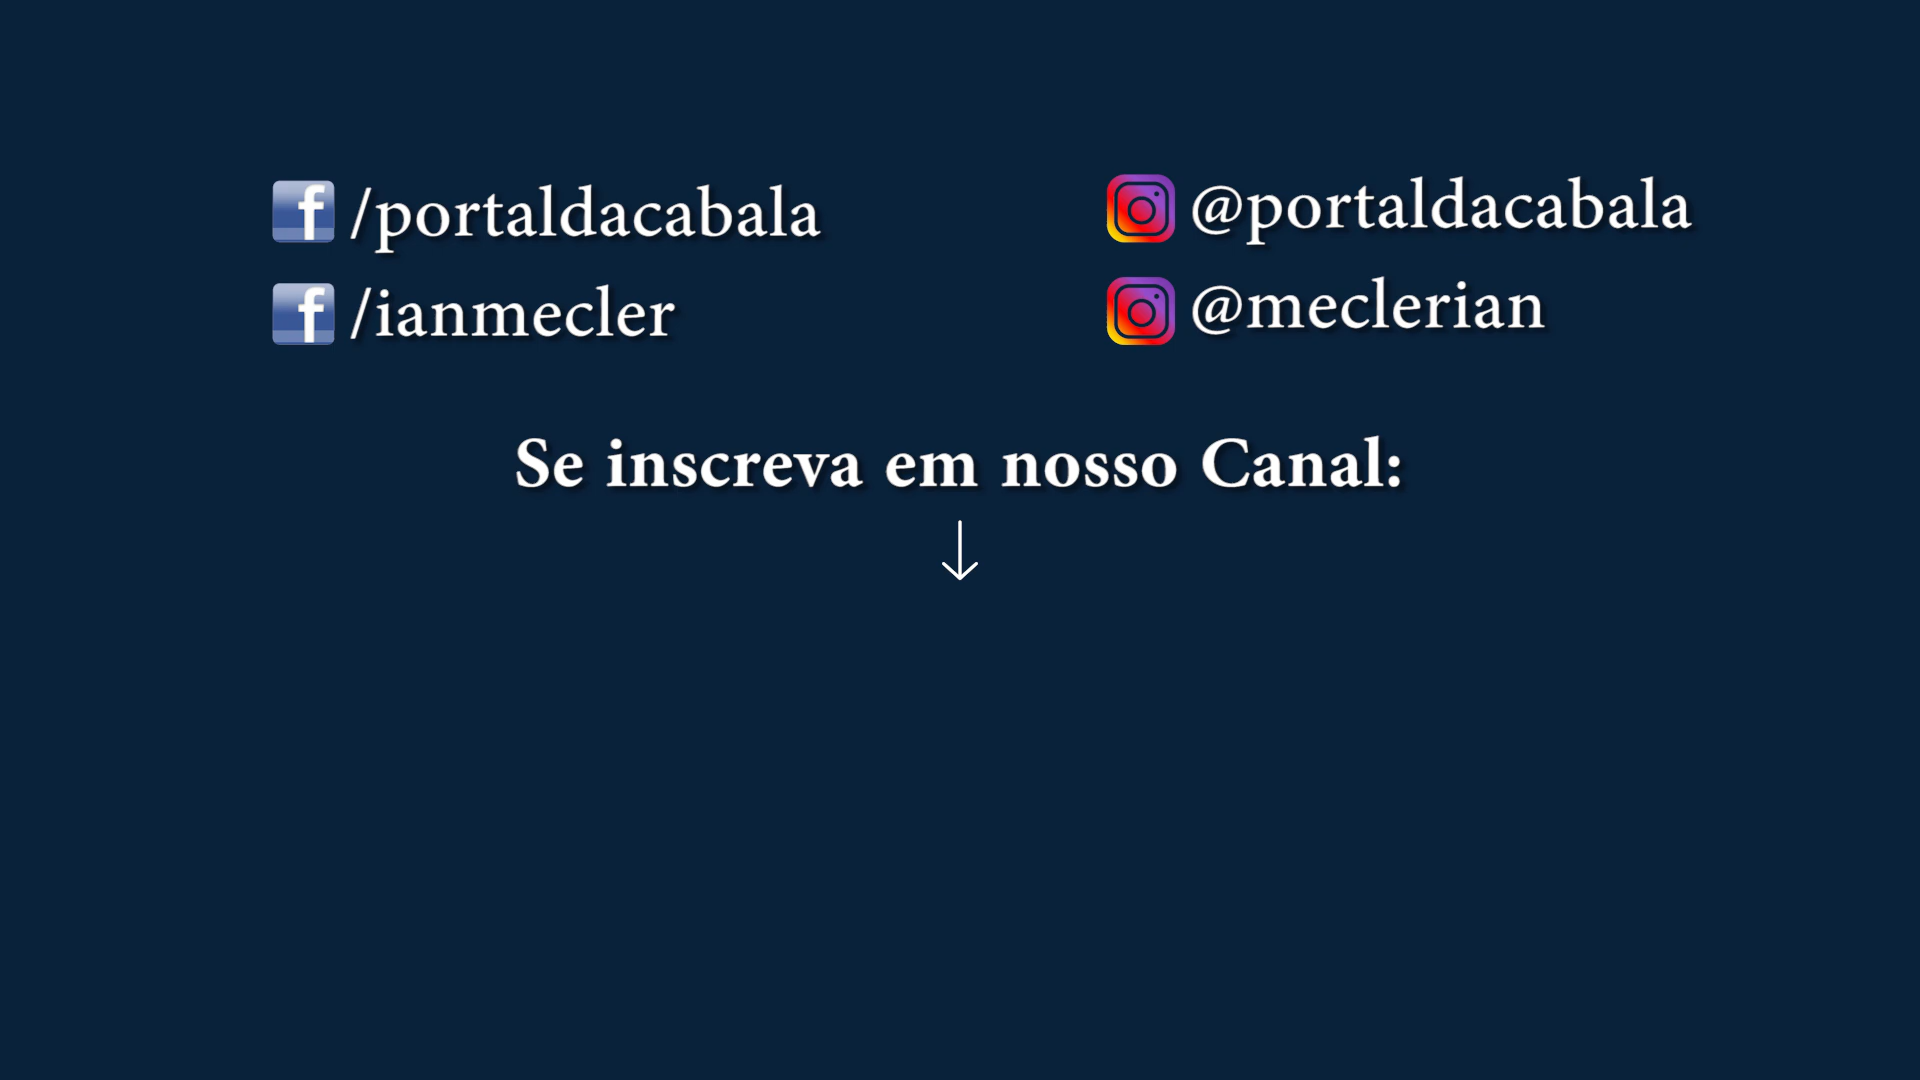 /portaldacabala
/ianmecler
@portaldacabala
@meclerian
Se inscreva em nosso Canal: